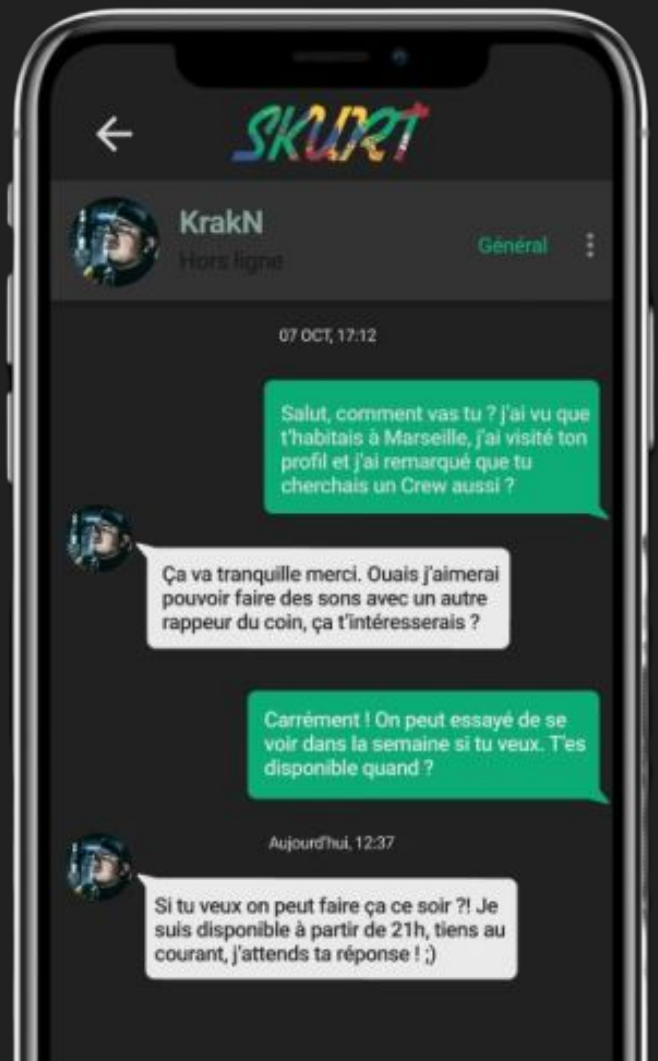 SKURT
KrakN
Hors ligne
Général
07 OCT, 17:12
Salut, comment vas tu ? j'ai vu que
t'habitais à Marseille, j'ai visité ton
profil et j'ai remarqué que tu
cherchais un Crew aussi ?
Ça va tranquille merci. Ouais j'aimerai
pouvoir faire des sons avec un autre
rappeur du coin, ça t'intéresserais ?
Carrément ! On peut essayé de se
voir dans la semaine si tu veux. T'es
disponible quand ?
Aujourd'hui, 12:37
Si tu veux on peut faire ça ce soir ?! Je
suis disponible à partir de 21h, tiens au
courant, j'attends ta réponse ! ;)